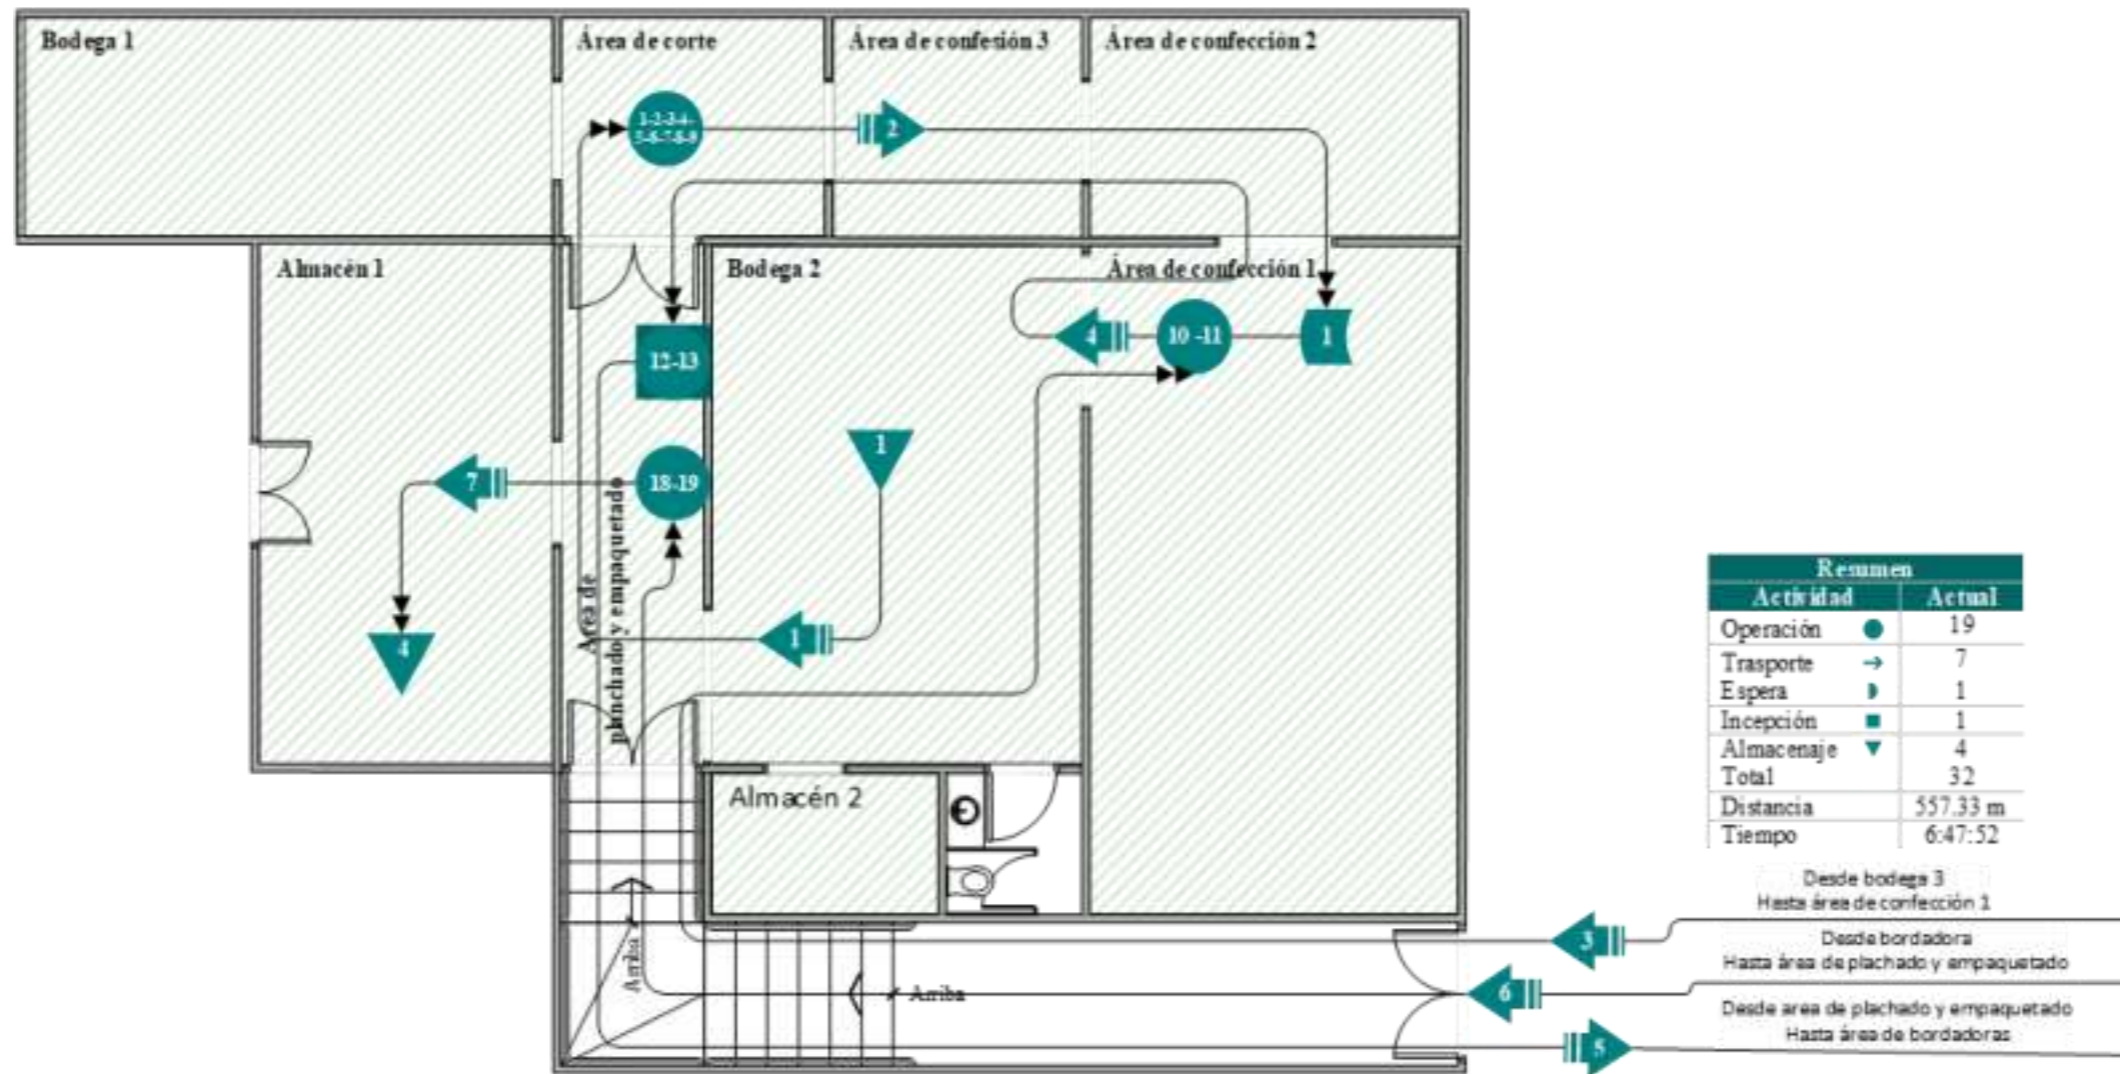 Bodega 1
Área de corte
Área de confesión 3
Área de confección 2
1-2-3-4-
5-6-7-8-9
2
Almacén 1
Bodega 2
Área de confección 1
4
10 -11
1
12-13
1
7
18-19
Área de
planchado y empaquetado
1
4
Almacén 2
Arriba
Arriba
Resumen
Actividad Actual
Operación 19
Trasporte 7
Espera 1
Incepción 1
Almacenaje 4
Total 32
Distancia 557.33 m
Tiempo 6:47:52
Desde bodega 3
Hasta área de confección 1
3
Desde bordadora
Hasta área de plachado y empaquetado
6
Desde area de plachado y empaquetado
Hasta área de bordadoras
5